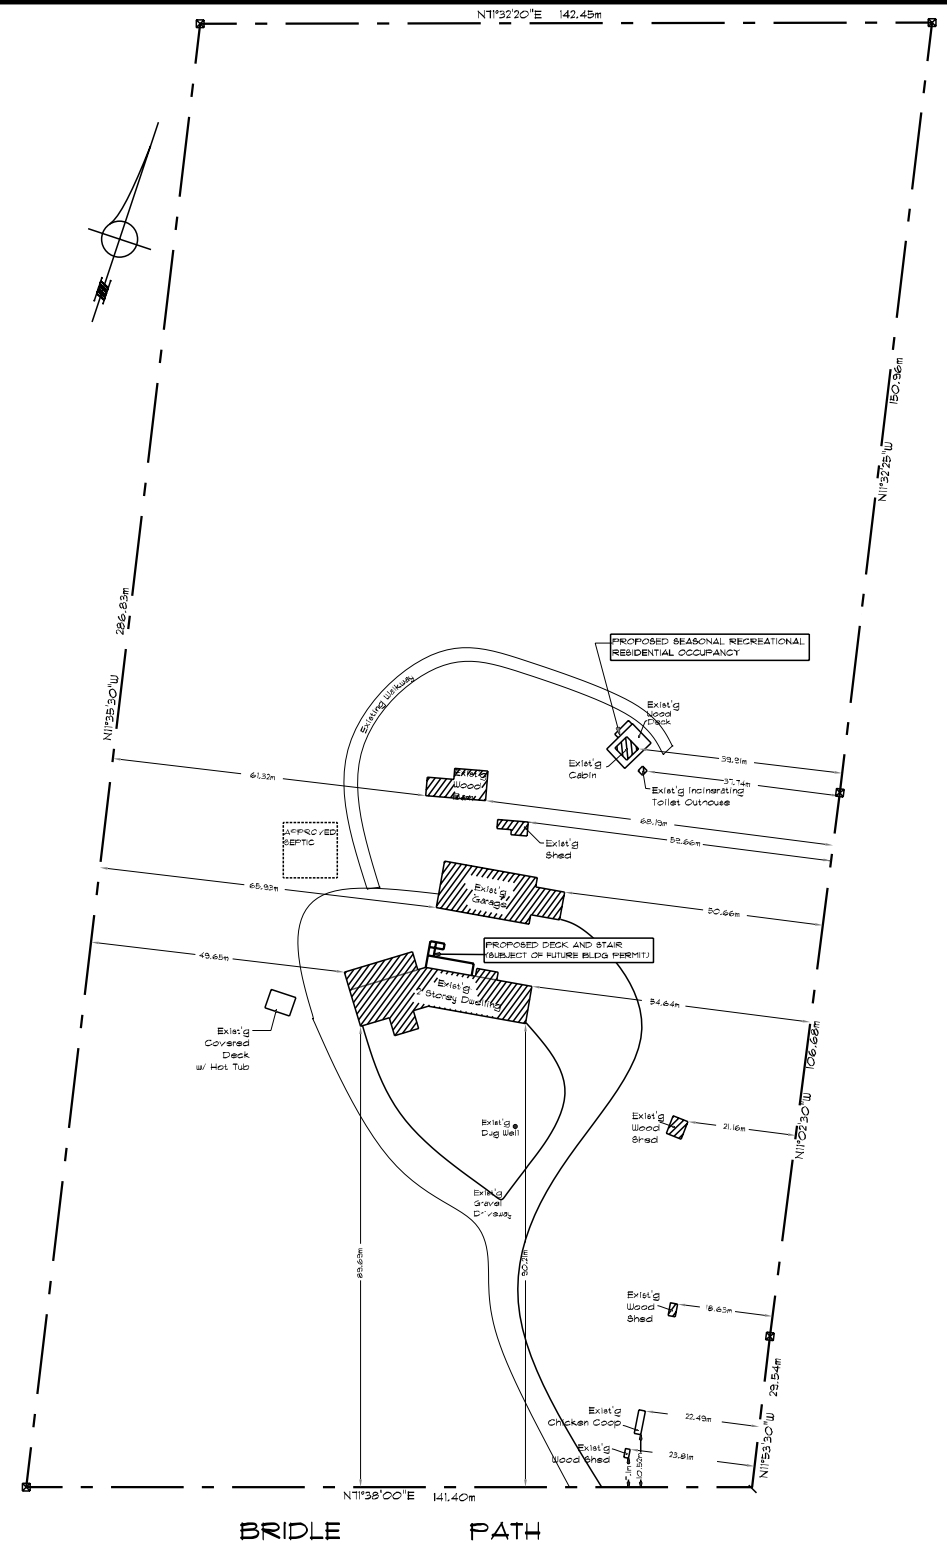 N71°32'20"E 142.45m
150.96m
N11°32'25"W
286.83m
N11°35'30"W
PROPOSED SEASONAL RECREATIONAL
RESIDENTIAL OCCUPANCY
Existing Walkway
Exist'g
Wood
Deck
39.91m
Exist'g
Cabin
37.74m
Exist'g Incinerating
Toilet Outhouse
61.32m
Exist'g
Wood
68.19m
52.66m
Exist'g
Shed
APPROVED
SEPTIC
65.93m
Exist'g
Garage
50.66m
49.65m
PROPOSED DECK AND STAIR
(SUBJECT OF FUTURE BLDG PERMIT)
Exist'g
2 Storey Dwelling
54.64m
Exist'g
Covered
Deck
w/ Hot Tub
106.68m
N11°02'30"W
Exist'g
Wood
Shed
21.16m
Exist'g
Dug Well
Exist'g
Gravel
Driveway
89.69m
90.21m
Exist'g
Wood
Shed
18.63m
29.54m
N11°53'30"W
Exist'g
Chicken Coop
22.49m
Exist'g
Wood Shed
23.81m
10.52m
N71°38'00"E 141.40m
BRIDLE PATH